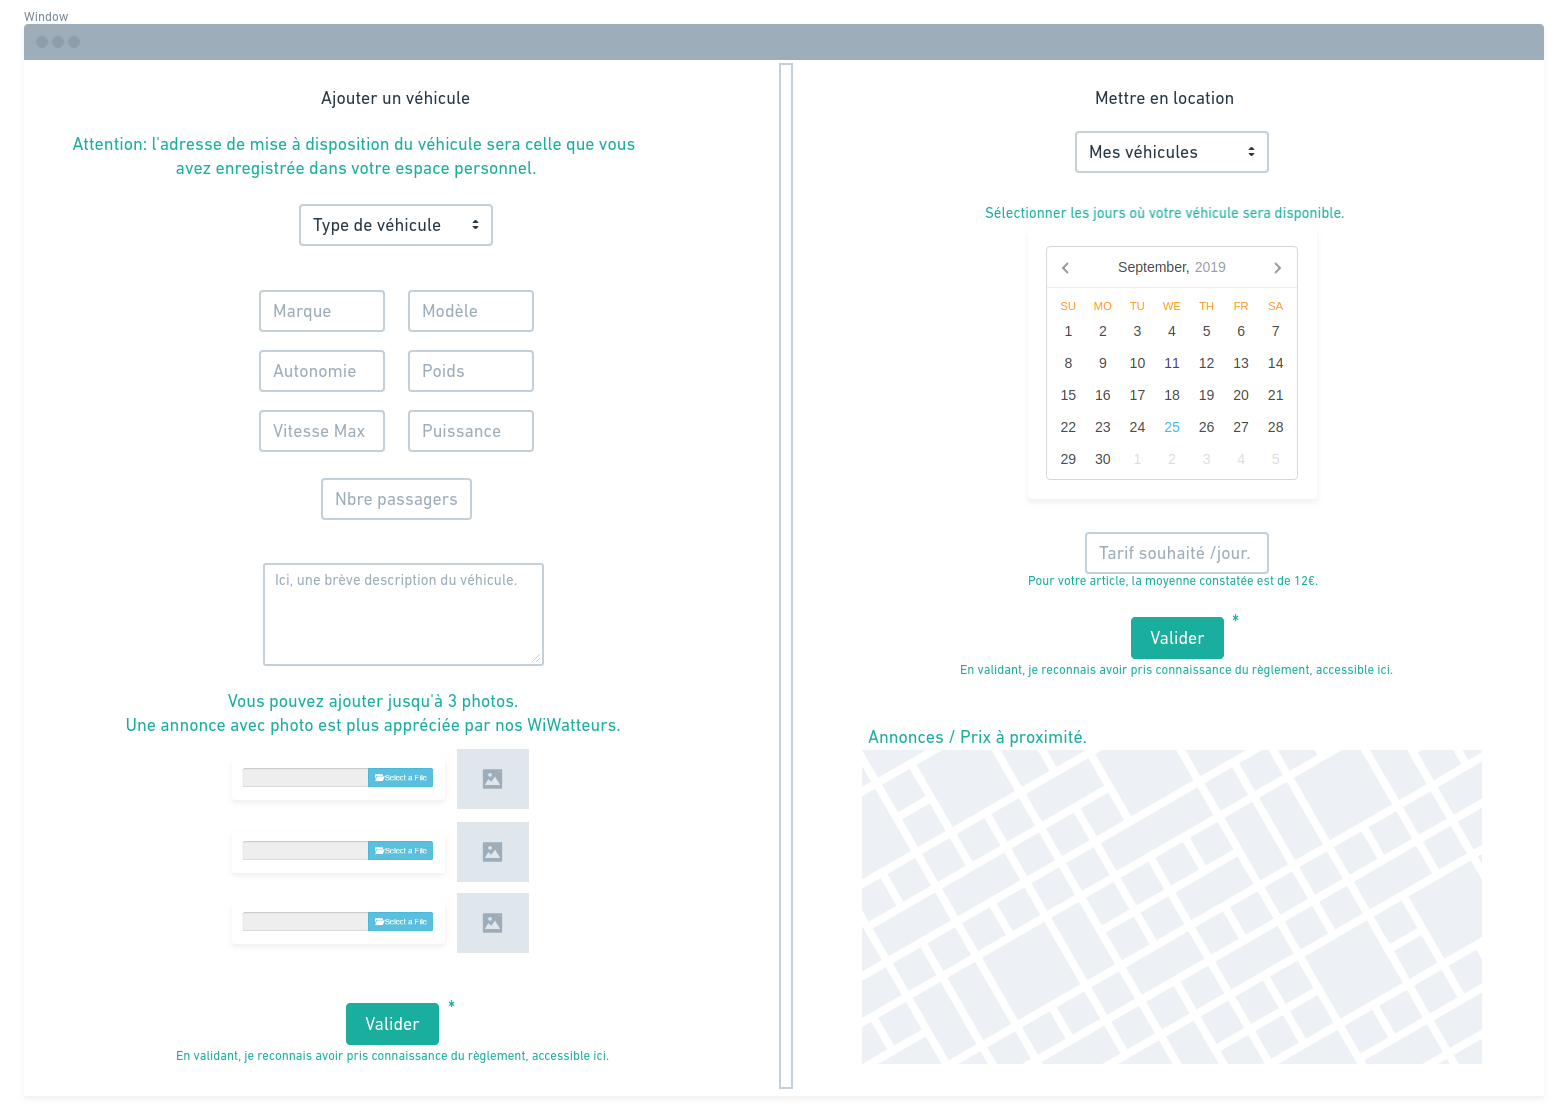 Window
Ajouter un véhicule
Attention: l'adresse de mise à disposition du véhicule sera celle que vous
avez enregistrée dans votre espace personnel.
Type de véhicule
Marque Modèle
Autonomie Poids
Vitesse Max Puissance
Nbre passagers
Ici, une brève description du véhicule.
Vous pouvez ajouter jusqu'à 3 photos.
Une annonce avec photo est plus appréciée par nos WiWatteurs.
Select a File
Select a File
Select a File
Valider *
En validant, je reconnais avoir pris connaissance du règlement, accessible ici.
Mettre en location
Mes véhicules
Sélectionner les jours où votre véhicule sera disponible.
September, 2019
SU MO TU WE TH FR SA
1 2 3 4 5 6 7
8 9 10 11 12 13 14
15 16 17 18 19 20 21
22 23 24 25 26 27 28
29 30 1 2 3 4 5
Tarif souhaité /jour.
Pour votre article, la moyenne constatée est de 12€.
Valider *
En validant, je reconnais avoir pris connaissance du règlement, accessible ici.
Annonces / Prix à proximité.